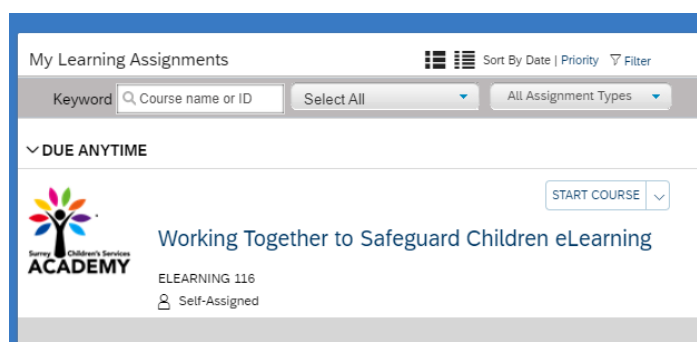 My Learning Assignments
Sort By Date | Priority Filter
Keyword Course name or ID Select All All Assignment Types
DUE ANYTIME
START COURSE
Surrey Children's Services
ACADEMY
Working Together to Safeguard Children eLearning
ELEARNING 116
Self-Assigned